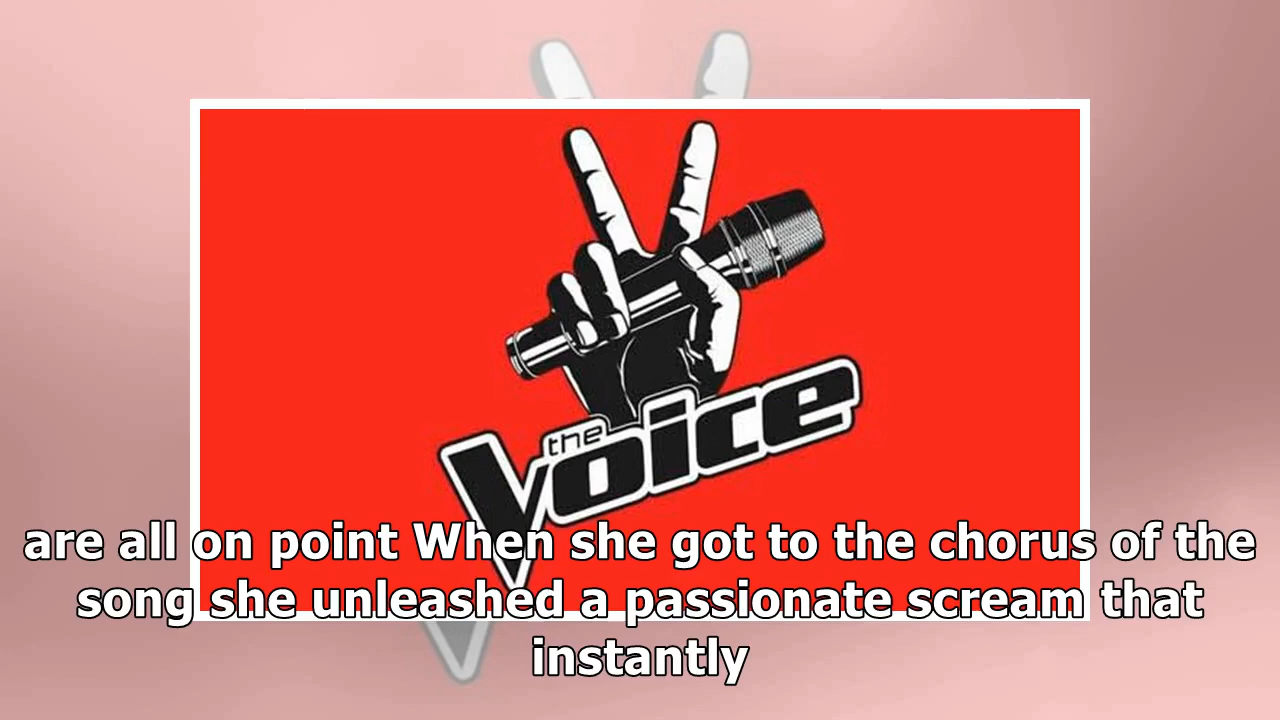 the
Voice
are all on point When she got to the chorus of the
song she unleashed a passionate scream that
instantly